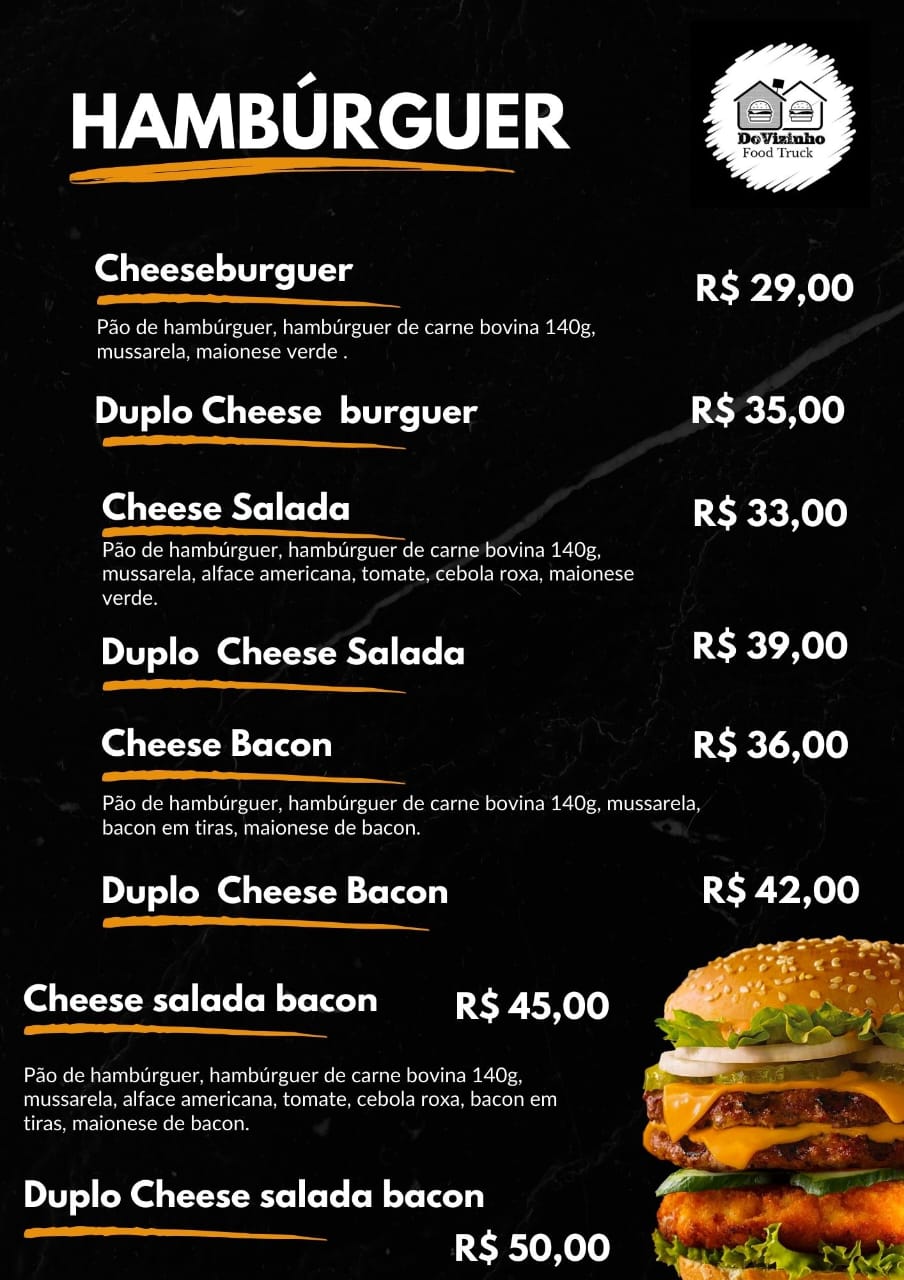 HAMBÚRGUER
DoVizinho
Food Truck
Cheeseburguer
R$ 29,00
Pão de hambúrguer, hambúrguer de carne bovina 140g,
mussarela, maionese verde .
Duplo Cheese  burguer
R$ 35,00
Cheese Salada
R$ 33,00
Pão de hambúrguer, hambúrguer de carne bovina 140g,
mussarela, alface americana, tomate, cebola roxa, maionese
verde.
Duplo  Cheese Salada
R$ 39,00
Cheese Bacon
R$ 36,00
Pão de hambúrguer, hambúrguer de carne bovina 140g, mussarela,
bacon em tiras, maionese de bacon.
Duplo  Cheese Bacon
R$ 42,00
Cheese salada bacon
R$ 45,00
Pão de hambúrguer, hambúrguer de carne bovina 140g,
mussarela, alface americana, tomate, cebola roxa, bacon em
tiras, maionese de bacon.
Duplo Cheese salada bacon
R$ 50,00